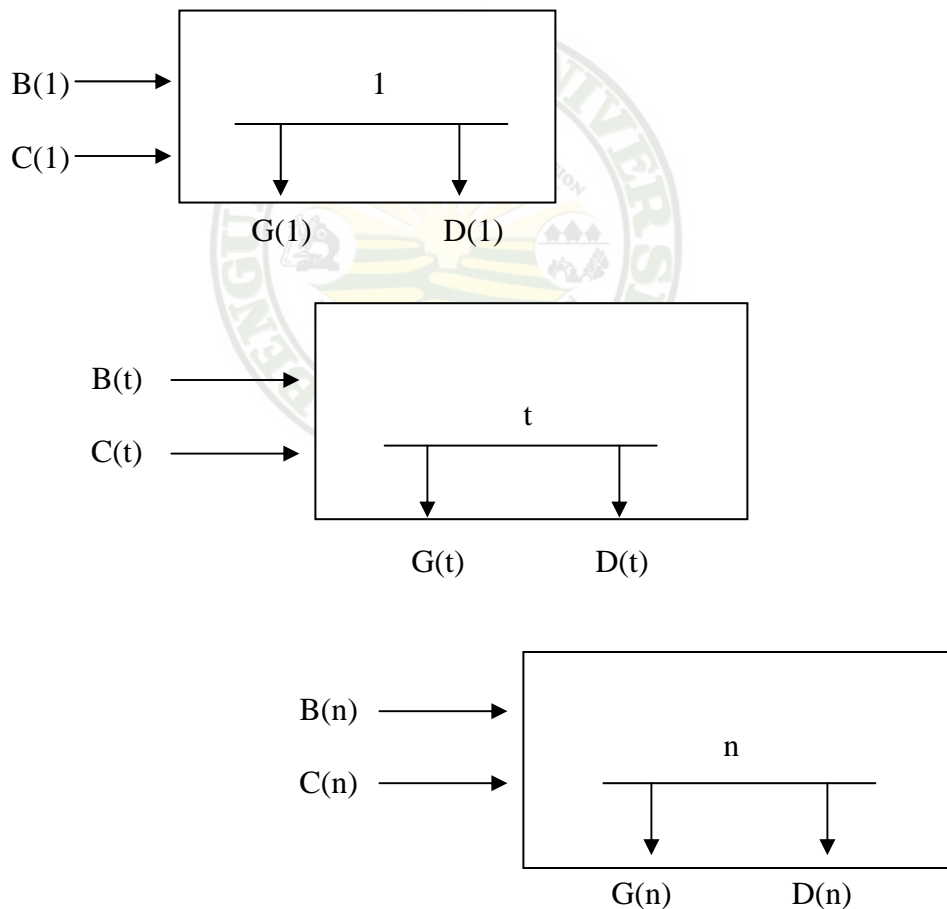 B(1)
1
C(1)
G(1) D(1)
B(t)
t
C(t)
G(t) D(t)
B(n)
n
C(n)
G(n) D(n)